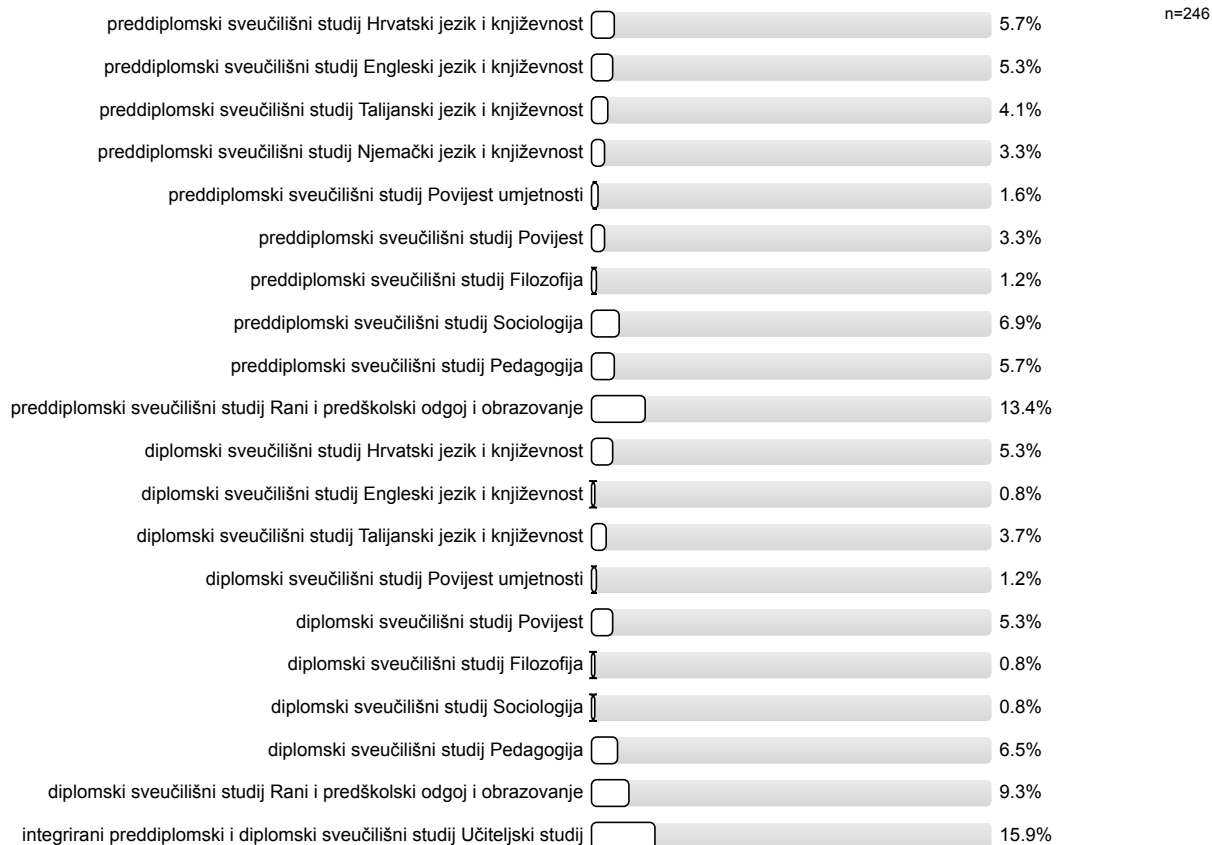 n=246
preddiplomski sveučilišni studij Hrvatski jezik i književnost 5.7%
preddiplomski sveučilišni studij Engleski jezik i književnost 5.3%
preddiplomski sveučilišni studij Talijanski jezik i književnost 4.1%
preddiplomski sveučilišni studij Njemački jezik i književnost 3.3%
preddiplomski sveučilišni studij Povijest umjetnosti 1.6%
preddiplomski sveučilišni studij Povijest 3.3%
preddiplomski sveučilišni studij Filozofija 1.2%
preddiplomski sveučilišni studij Sociologija 6.9%
preddiplomski sveučilišni studij Pedagogija 5.7%
preddiplomski sveučilišni studij Rani i predškolski odgoj i obrazovanje 13.4%
diplomski sveučilišni studij Hrvatski jezik i književnost 5.3%
diplomski sveučilišni studij Engleski jezik i književnost 0.8%
diplomski sveučilišni studij Talijanski jezik i književnost 3.7%
diplomski sveučilišni studij Povijest umjetnosti 1.2%
diplomski sveučilišni studij Povijest 5.3%
diplomski sveučilišni studij Filozofija 0.8%
diplomski sveučilišni studij Sociologija 0.8%
diplomski sveučilišni studij Pedagogija 6.5%
diplomski sveučilišni studij Rani i predškolski odgoj i obrazovanje 9.3%
integrirani preddiplomski i diplomski sveučilišni studij Učiteljski studij 15.9%